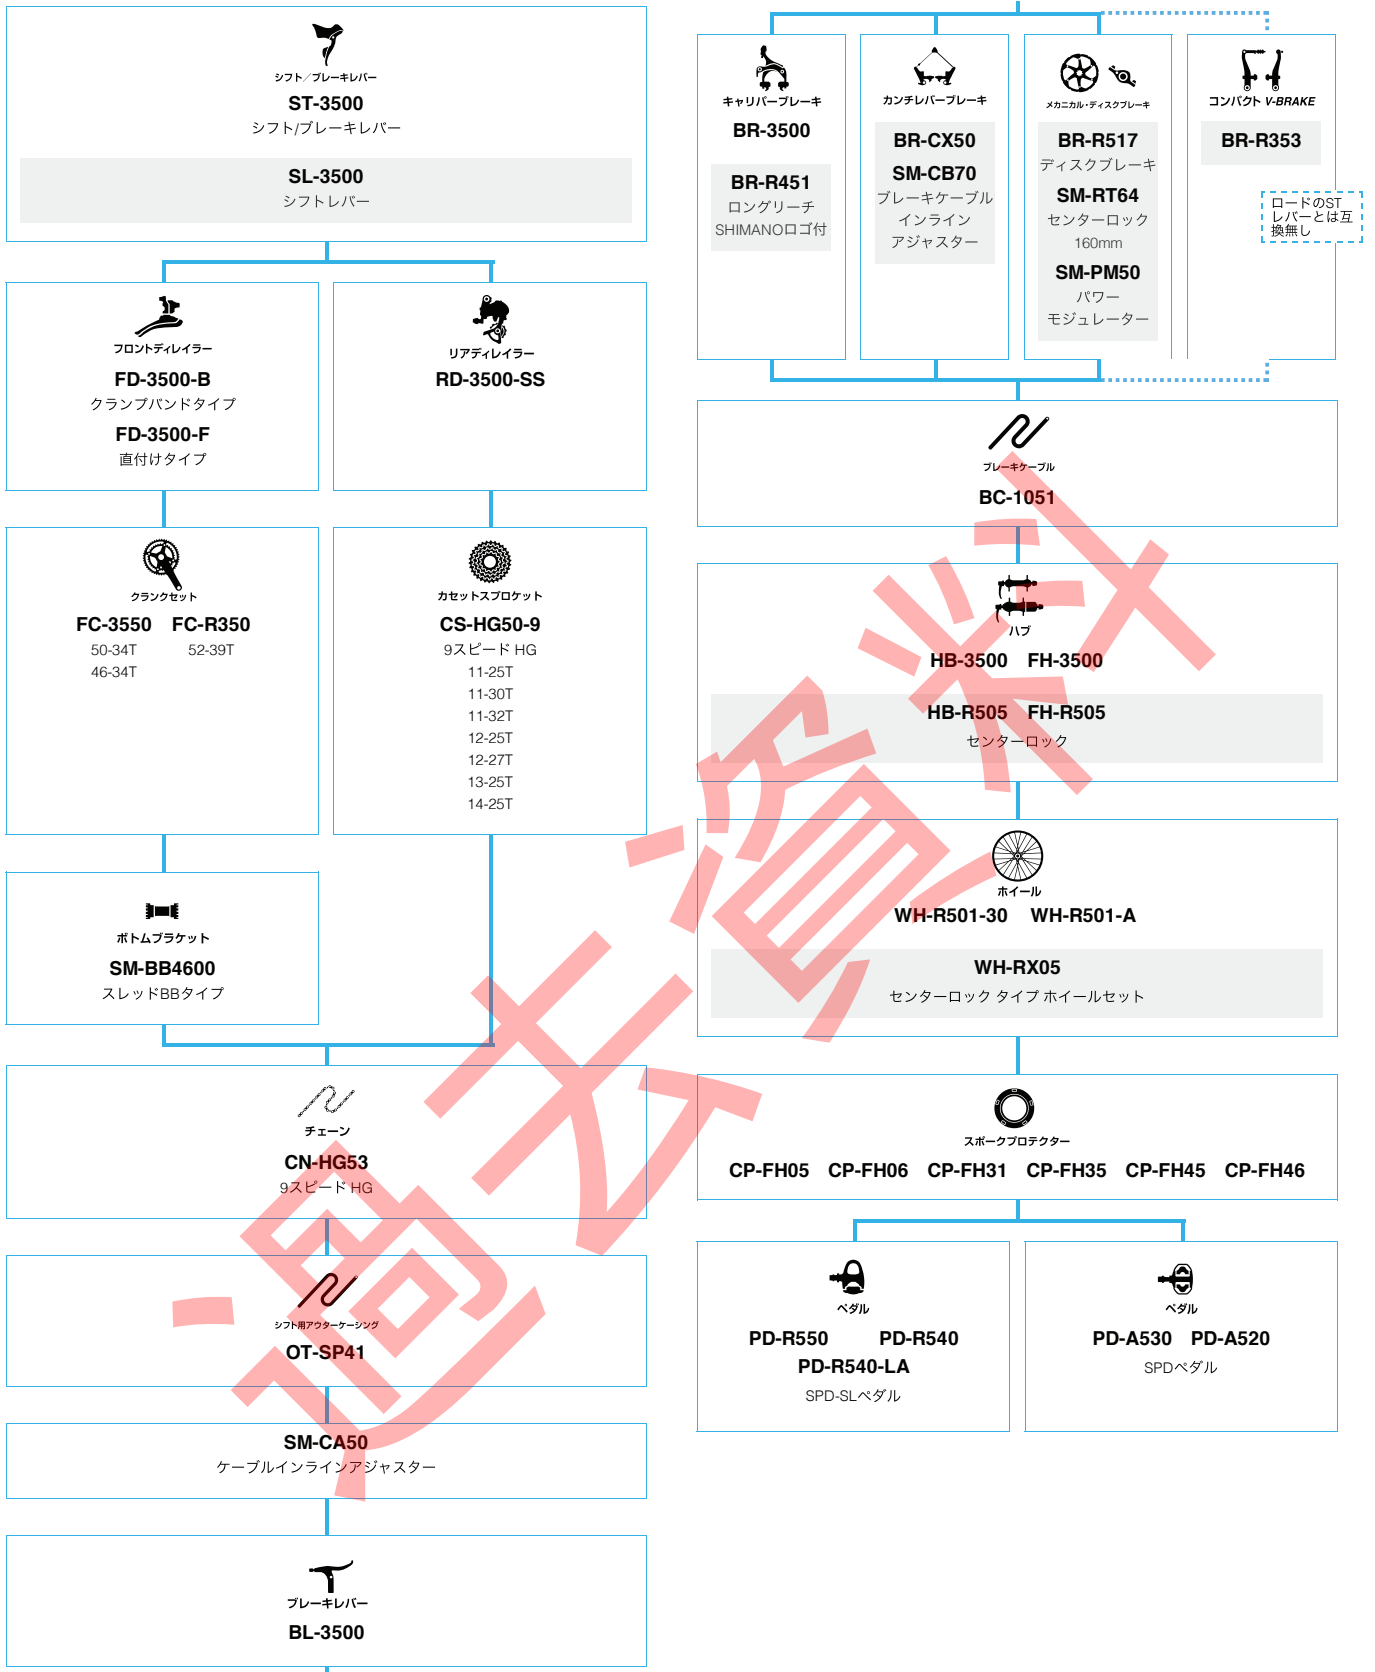 シフト／ブレーキレバー
ST-3500
シフト/ブレーキレバー
SL-3500
シフトレバー
フロントディレイラー
FD-3500-B
クランプバンドタイプ
FD-3500-F
直付けタイプ
リアディレイラー
RD-3500-SS
クランクセット
FC-3550 FC-R350
50-34T 52-39T
46-34T
カセットスプロケット
CS-HG50-9
9スピード HG
11-25T
11-30T
11-32T
12-25T
12-27T
13-25T
14-25T
ボトムブラケット
SM-BB4600
スレッドBBタイプ
チェーン
CN-HG53
9スピード HG
シフト用アウターケーシング
OT-SP41
SM-CA50
ケーブルインラインアジャスター
ブレーキレバー
BL-3500
キャリパーブレーキ
BR-3500
BR-R451
ロングリーチ
SHIMANOロゴ付
カンチレバーブレーキ
BR-CX50
SM-CB70
ブレーキケーブル
インライン
アジャスター
メカニカル・ディスクブレーキ
BR-R517
ディスクブレーキ
SM-RT64
センターロック
160mm
SM-PM50
パワー
モジュレーター
コンパクト V-BRAKE
BR-R353
ロードのST
レバーとは互
換無し
ブレーキケーブル
BC-1051
ハブ
HB-3500 FH-3500
HB-R505 FH-R505
センターロック
ホイール
WH-R501-30 WH-R501-A
WH-RX05
センターロック タイプ ホイールセット
スポークプロテクター
CP-FH05 CP-FH06 CP-FH31 CP-FH35 CP-FH45 CP-FH46
ペダル
PD-R550 PD-R540
PD-R540-LA
SPD-SLペダル
ペダル
PD-A530 PD-A520
SPDペダル
過去資料